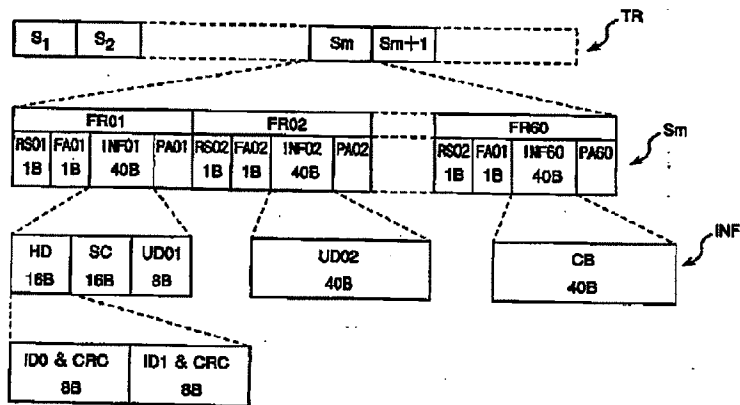 S1 S2 Sm Sm+1 TR
FR01 FR02 FR60 Sm
RS01 FA01 INF01 PA01 RS02 FA02 INF02 PA02 RS02 FA01 INF60 PA60
1B 1B 40B 1B 1B 40B 1B 1B 40B
INF
HD SC UD01 UD02 CB
16B 16B 8B 40B 40B
ID0 & CRC ID1 & CRC
8B 8B